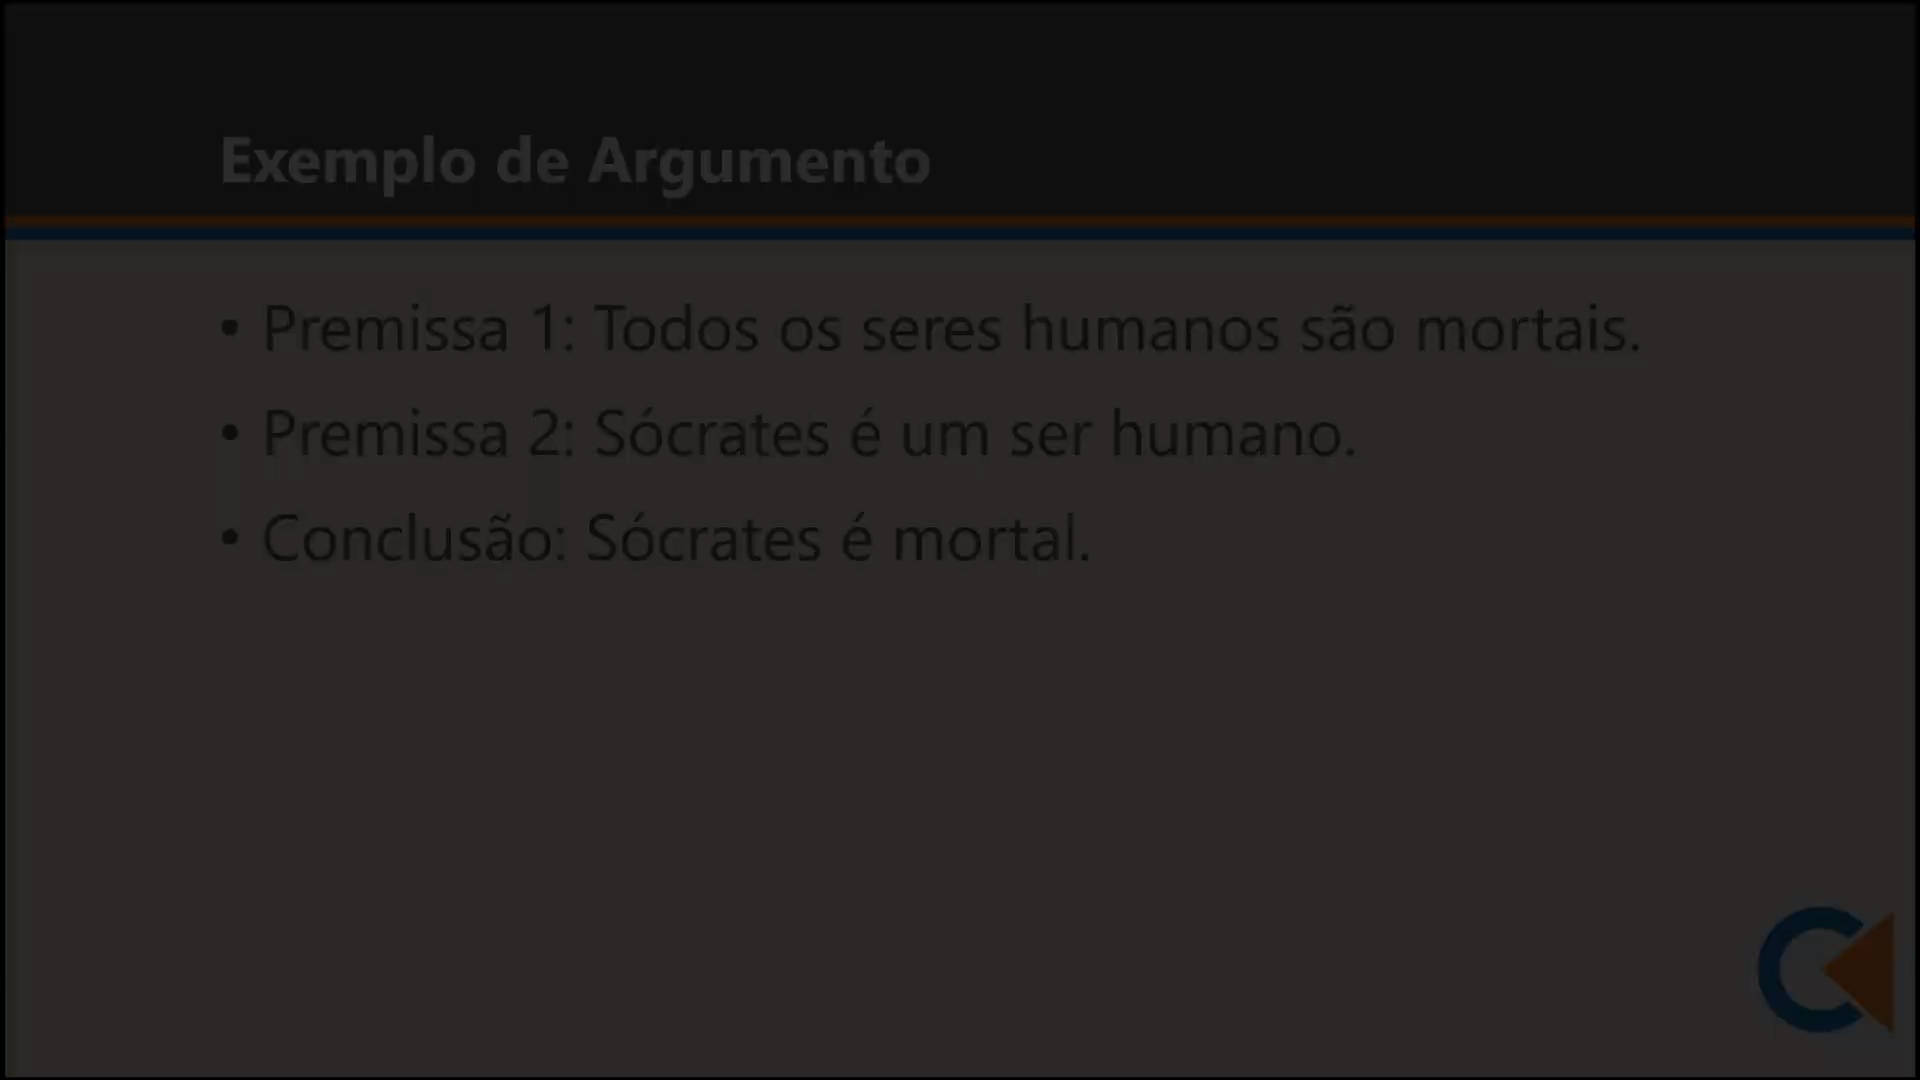 Exemplo de Argumento
• Premissa 1: Todos os seres humanos são mortais.
• Premissa 2: Sócrates é um ser humano.
• Conclusão: Sócrates é mortal.